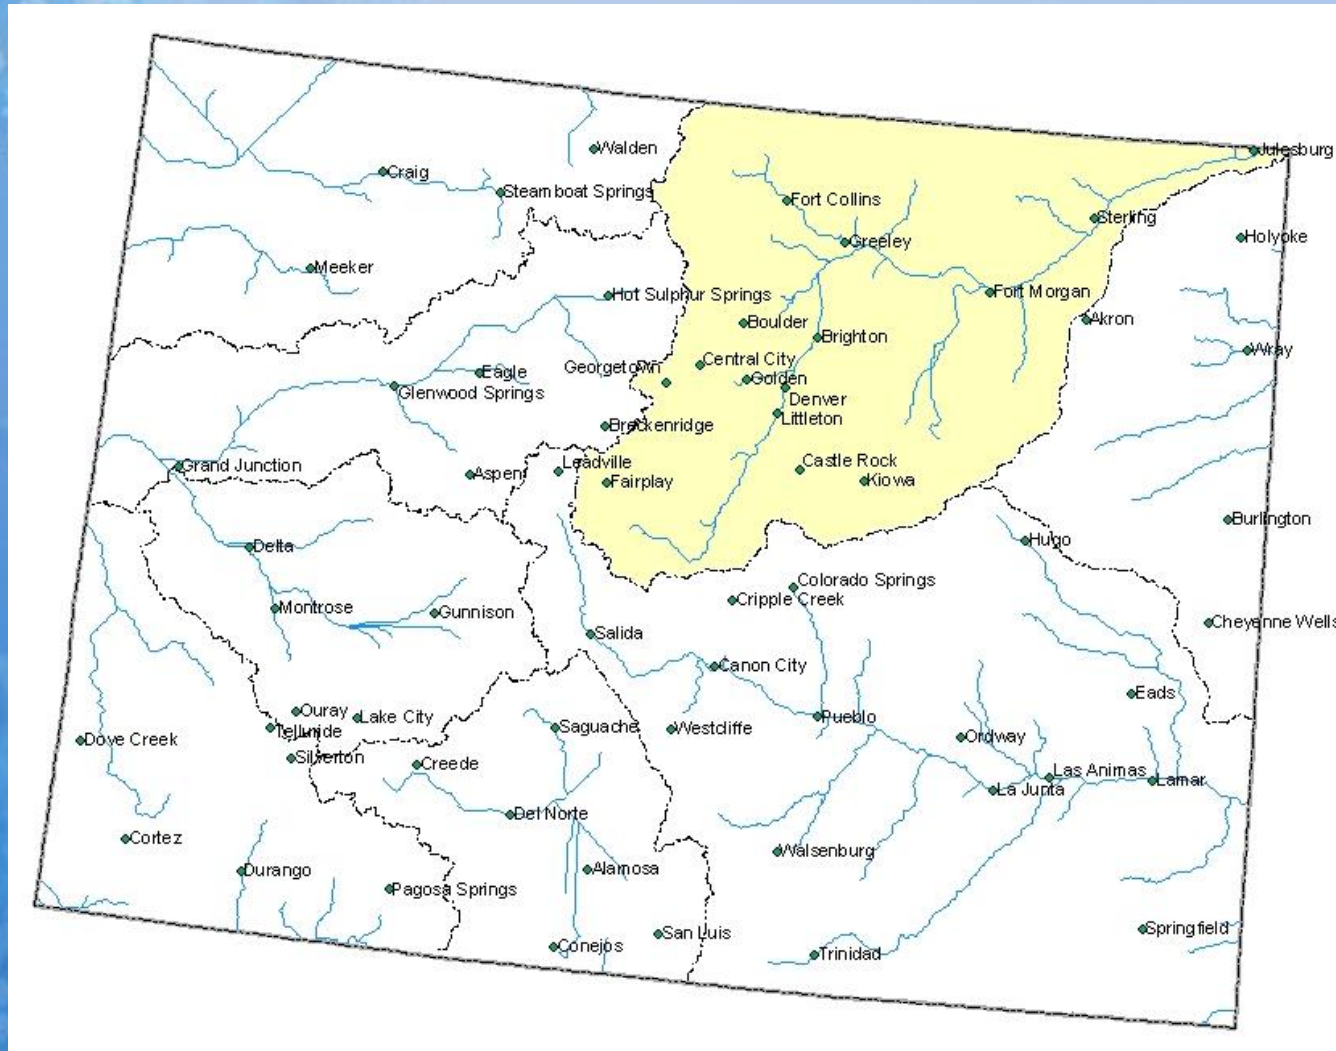 Julesburg
Walden
Craig
Steamboat Springs
Fort Collins
Sterling
Holyoke
Greeley
Meeker
Hot Sulphur Springs
Fort Morgan
Boulder
Akron
Brighton
Wray
Georgetown
Central City
Eagle
Golden
Glenwood Springs
Denver
Littleton
Breckenridge
Grand Junction
Aspen
Leadville
Castle Rock
Fairplay
Kiowa
Burlington
Delta
Hugo
Colorado Springs
Cripple Creek
Montrose
Gunnison
Cheyenne Wells
Salida
Canon City
Eads
Ouray
Lake City
Pueblo
Telluride
Saguache
Westcliffe
Ordway
Dove Creek
Silverton
Creede
Las Animas
Lamar
La Junta
Del Norte
Cortez
Walsenburg
Durango
Alamosa
Pagosa Springs
San Luis
Springfield
Conejos
Trinidad